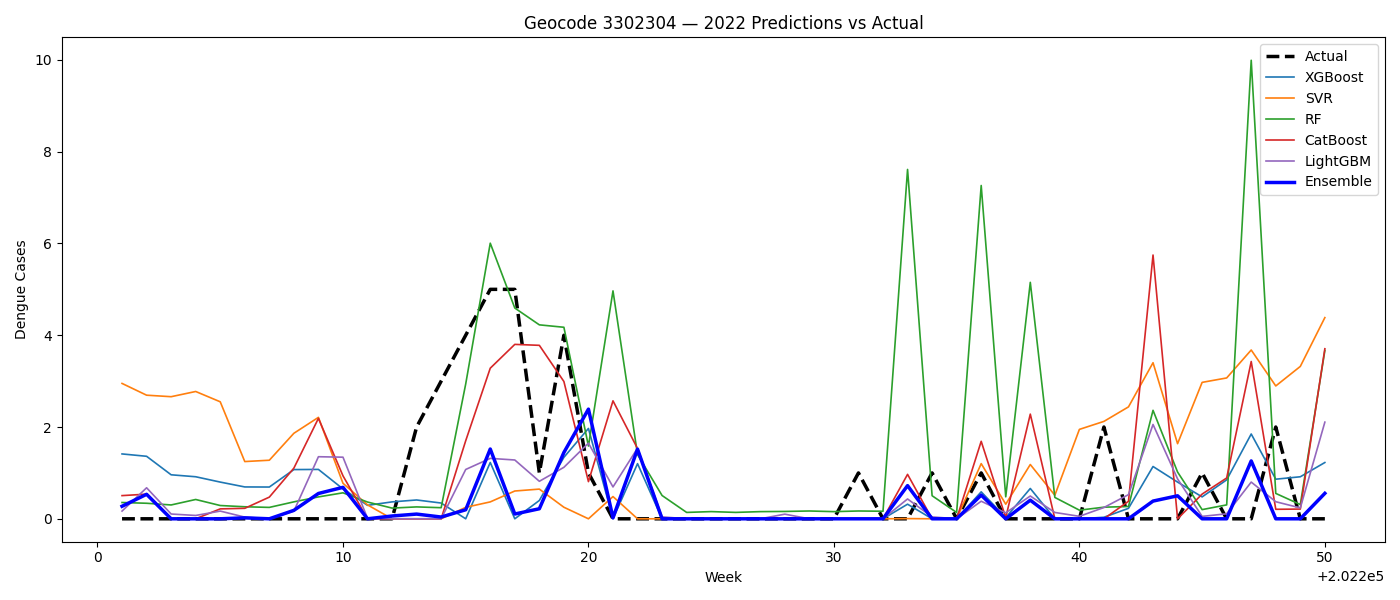 Geocode 3302304 — 2022 Predictions vs Actual
10
8
6
4
2
0
Dengue Cases
Actual
XGBoost
SVR
RF
CatBoost
LightGBM
Ensemble
0 10 20 30 40 50
Week
+2.022e5